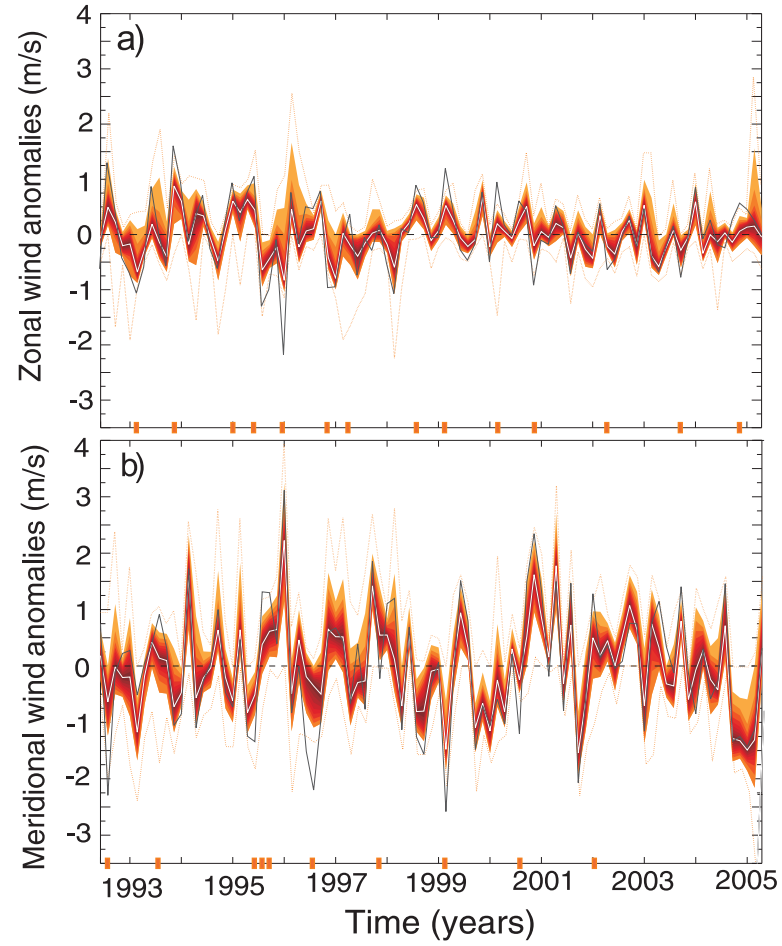 a)
Zonal wind anomalies (m/s)
4
3
2
1
0
-1
-2
-3
b)
Meridional wind anomalies (m/s)
4
3
2
1
0
-1
-2
-3
1993 1995 1997 1999 2001 2003 2005
Time (years)